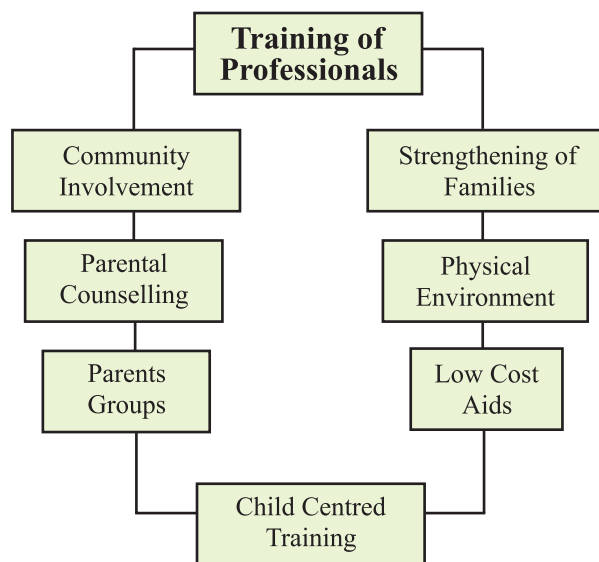 Training of
Professionals
Community
Involvement
Strengthening of
Families
Parental
Counselling
Physical
Environment
Parents
Groups
Low Cost
Aids
Child Centred
Training